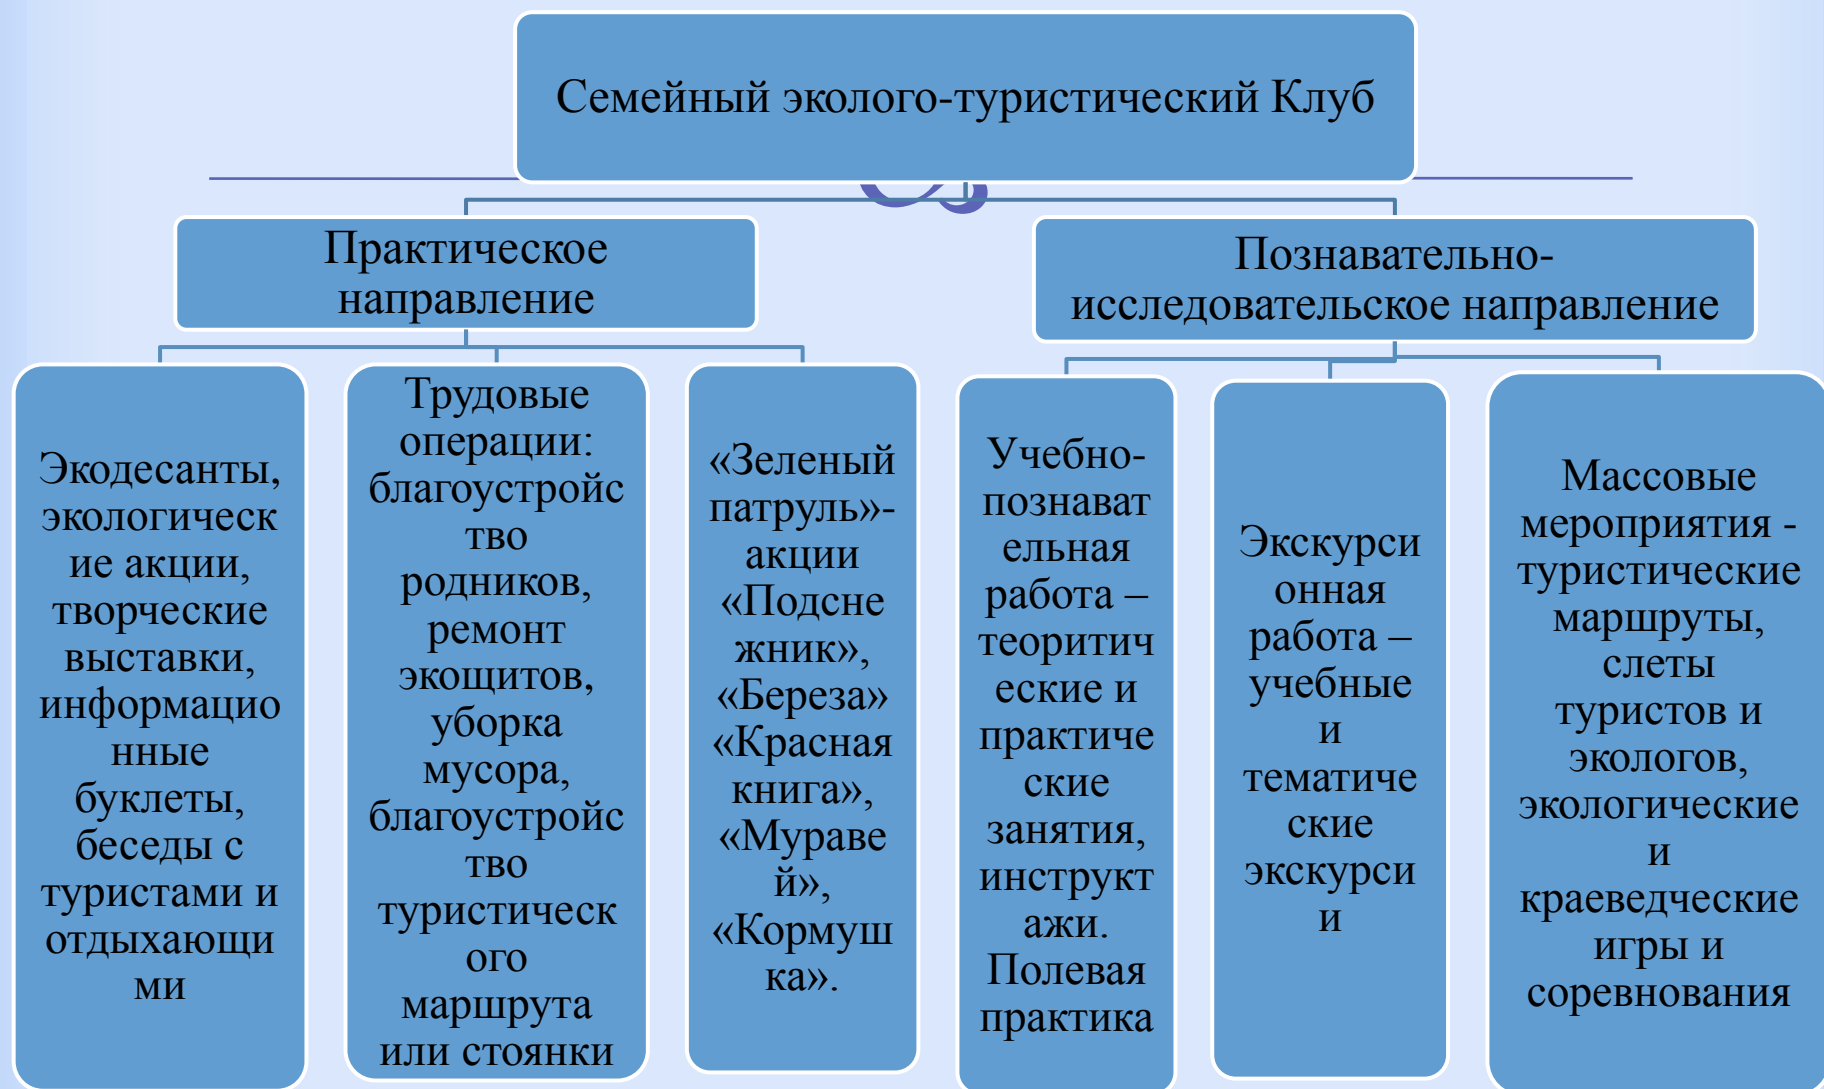 Семейный эколого-туристический Клуб
Практическое
направление
Познавательно-
исследовательское направление
Экодесанты,
экологическ
ие акции,
творческие
выставки,
информацио
нные
буклеты,
беседы с
туристами и
отдыхающи
ми
Трудовые
операции:
благоустройс
тво
родников,
ремонт
экощитов,
уборка
мусора,
благоустройс
тво
туристическ
ого
маршрута
или стоянки
«Зеленый
патруль»-
акции
«Подсне
жник»,
«Береза»
«Красная
книга»,
«Мураве
й»,
«Кормуш
ка».
Учебно-
познават
ельная
работа –
теоритич
еские и
практиче
ские
занятия,
инструкт
ажи.
Полевая
практика
Экскурси
онная
работа –
учебные
и
тематиче
ские
экскурси
и
Массовые
мероприятия -
туристические
маршруты,
слеты
туристов и
экологов,
экологические
и
краеведческие
игры и
соревнования